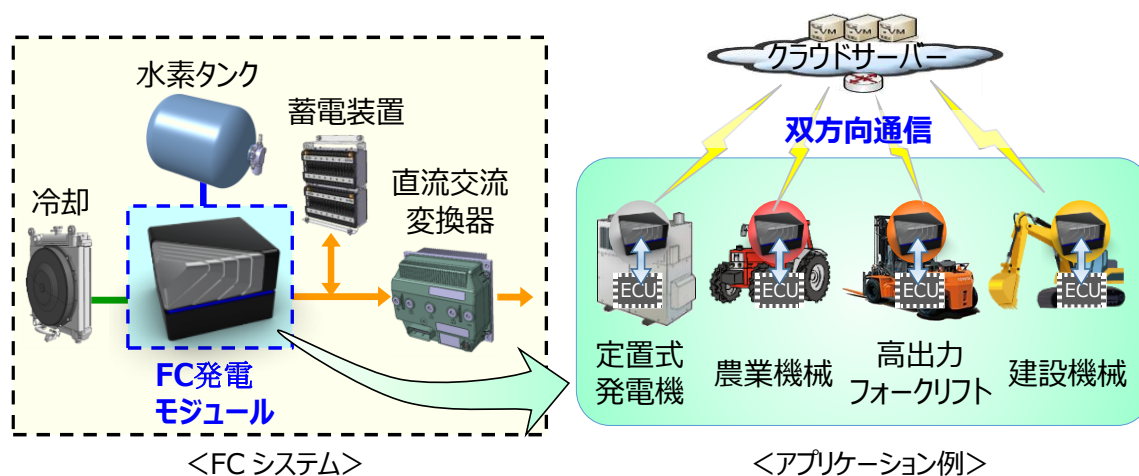 水素タンク
蓄電装置
冷却
直流交流
変換器
FC発電
モジュール
<FC システム>
VM
クラウドサーバー
双方向通信
ECU
ECU
ECU
ECU
定置式
発電機
農業機械
高出力
フォークリフト
建設機械
<アプリケーション例>